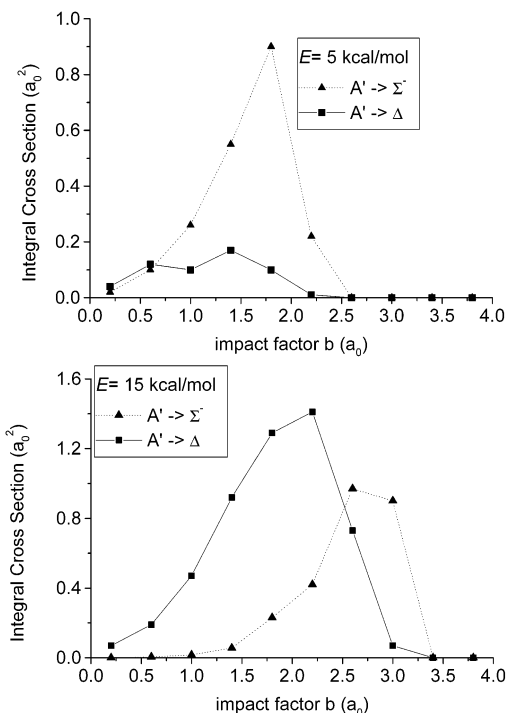 E= 5 kcal/mol
A' -> Σ⁻
A' -> Δ
Integral Cross Section (a₀²)
1.0
0.8
0.6
0.4
0.2
0.0
0.0 0.5 1.0 1.5 2.0 2.5 3.0 3.5 4.0
impact factor b (a₀)
E= 15 kcal/mol
A' -> Σ⁻
A' -> Δ
Integral Cross Section (a₀²)
1.6
1.2
0.8
0.4
0.0
0.0 0.5 1.0 1.5 2.0 2.5 3.0 3.5 4.0
impact factor b (a₀)